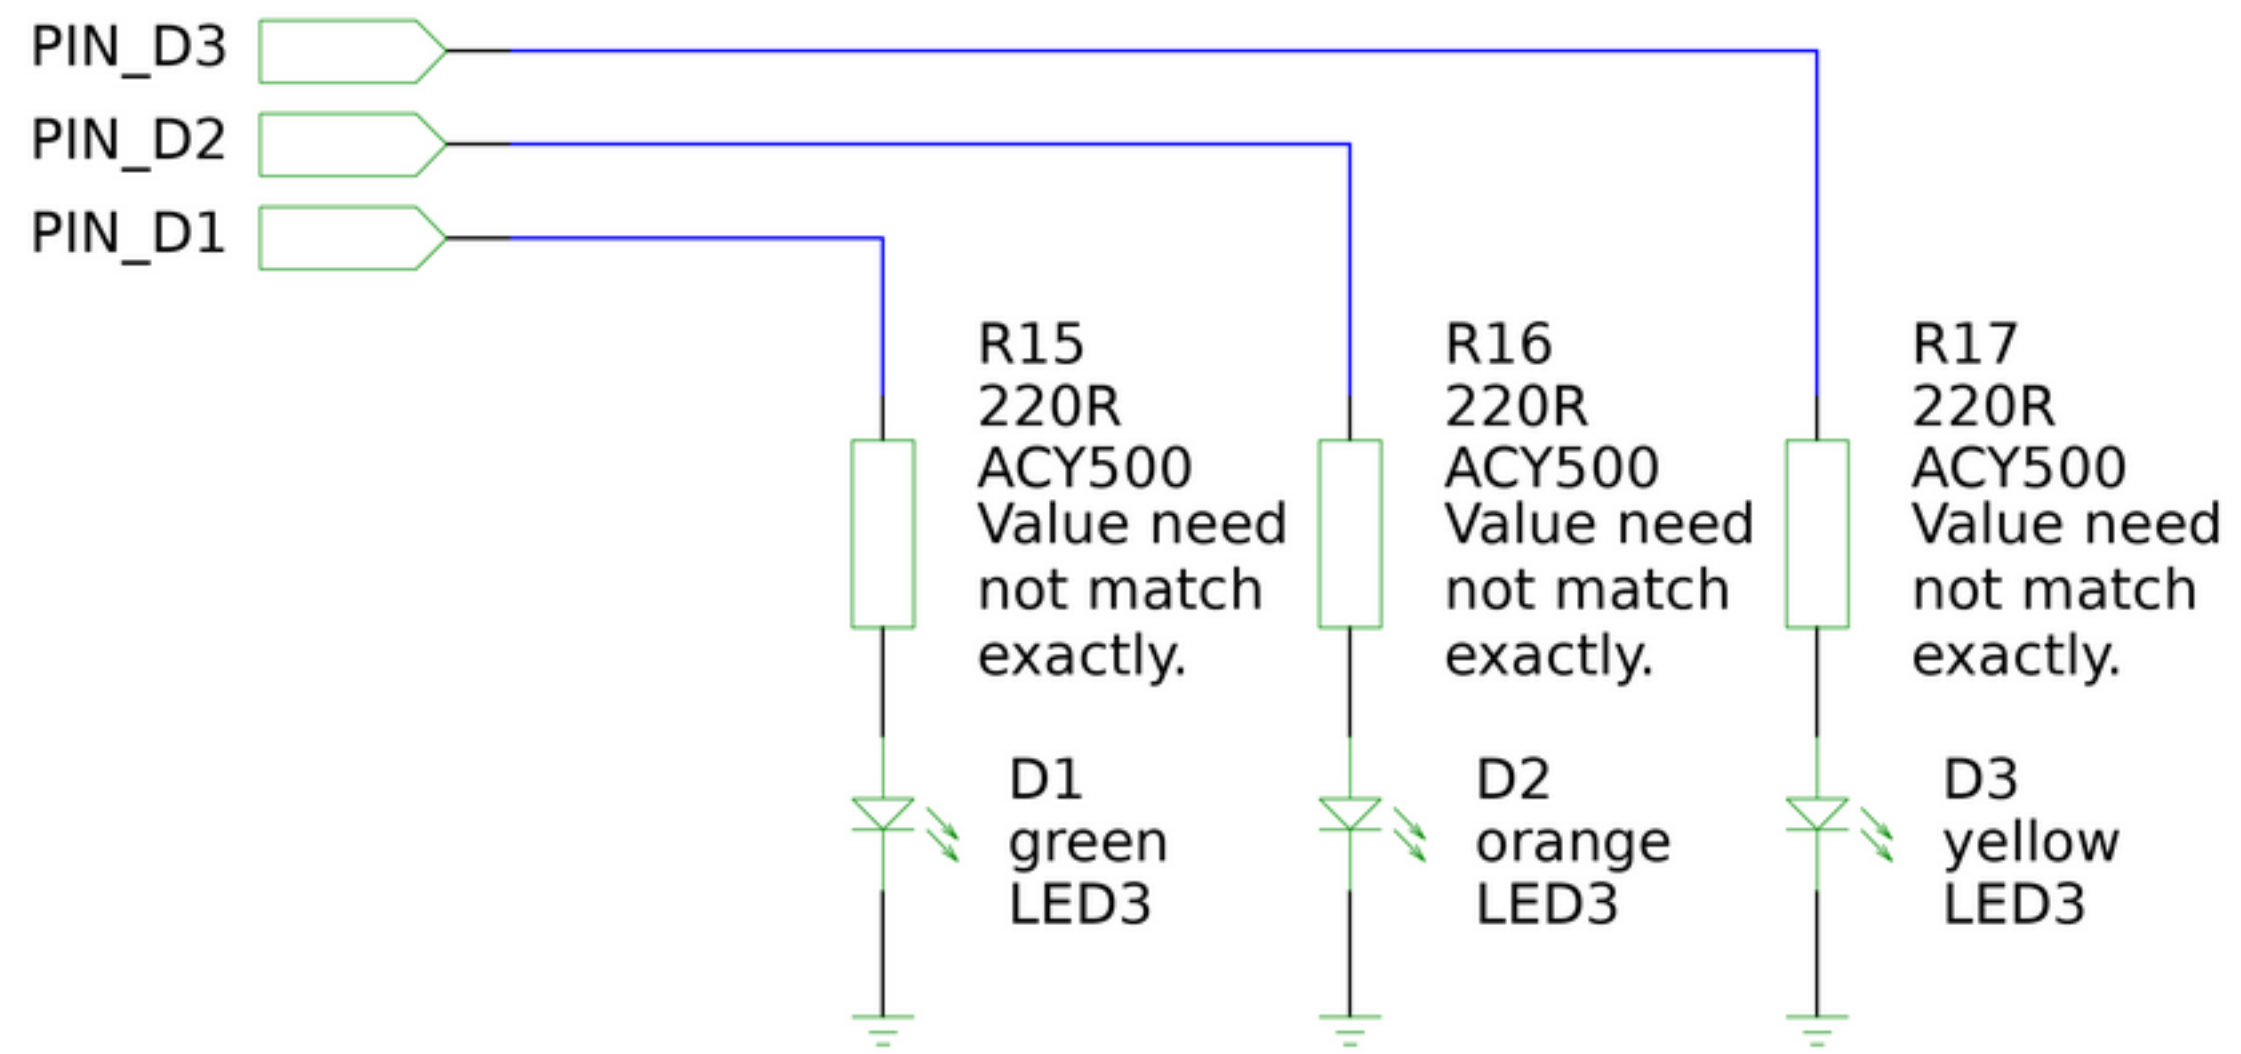 PIN_D3
PIN_D2
PIN_D1
R15
220R
ACY500
Value need
not match
exactly.
R16
220R
ACY500
Value need
not match
exactly.
R17
220R
ACY500
Value need
not match
exactly.
D1
green
LED3
D2
orange
LED3
D3
yellow
LED3